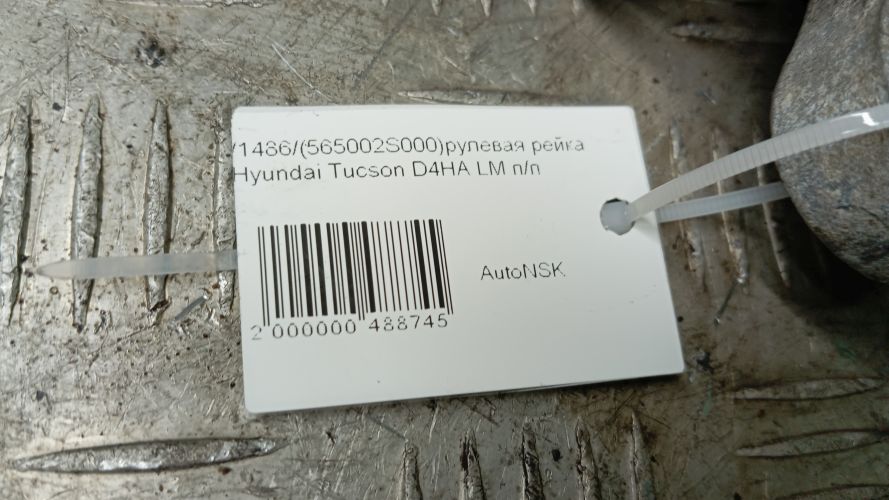 /1486/(565002S000)рулевая рейка
Hyundai Tucson D4HA LM п/п
AutoNSK
2 000000 488745